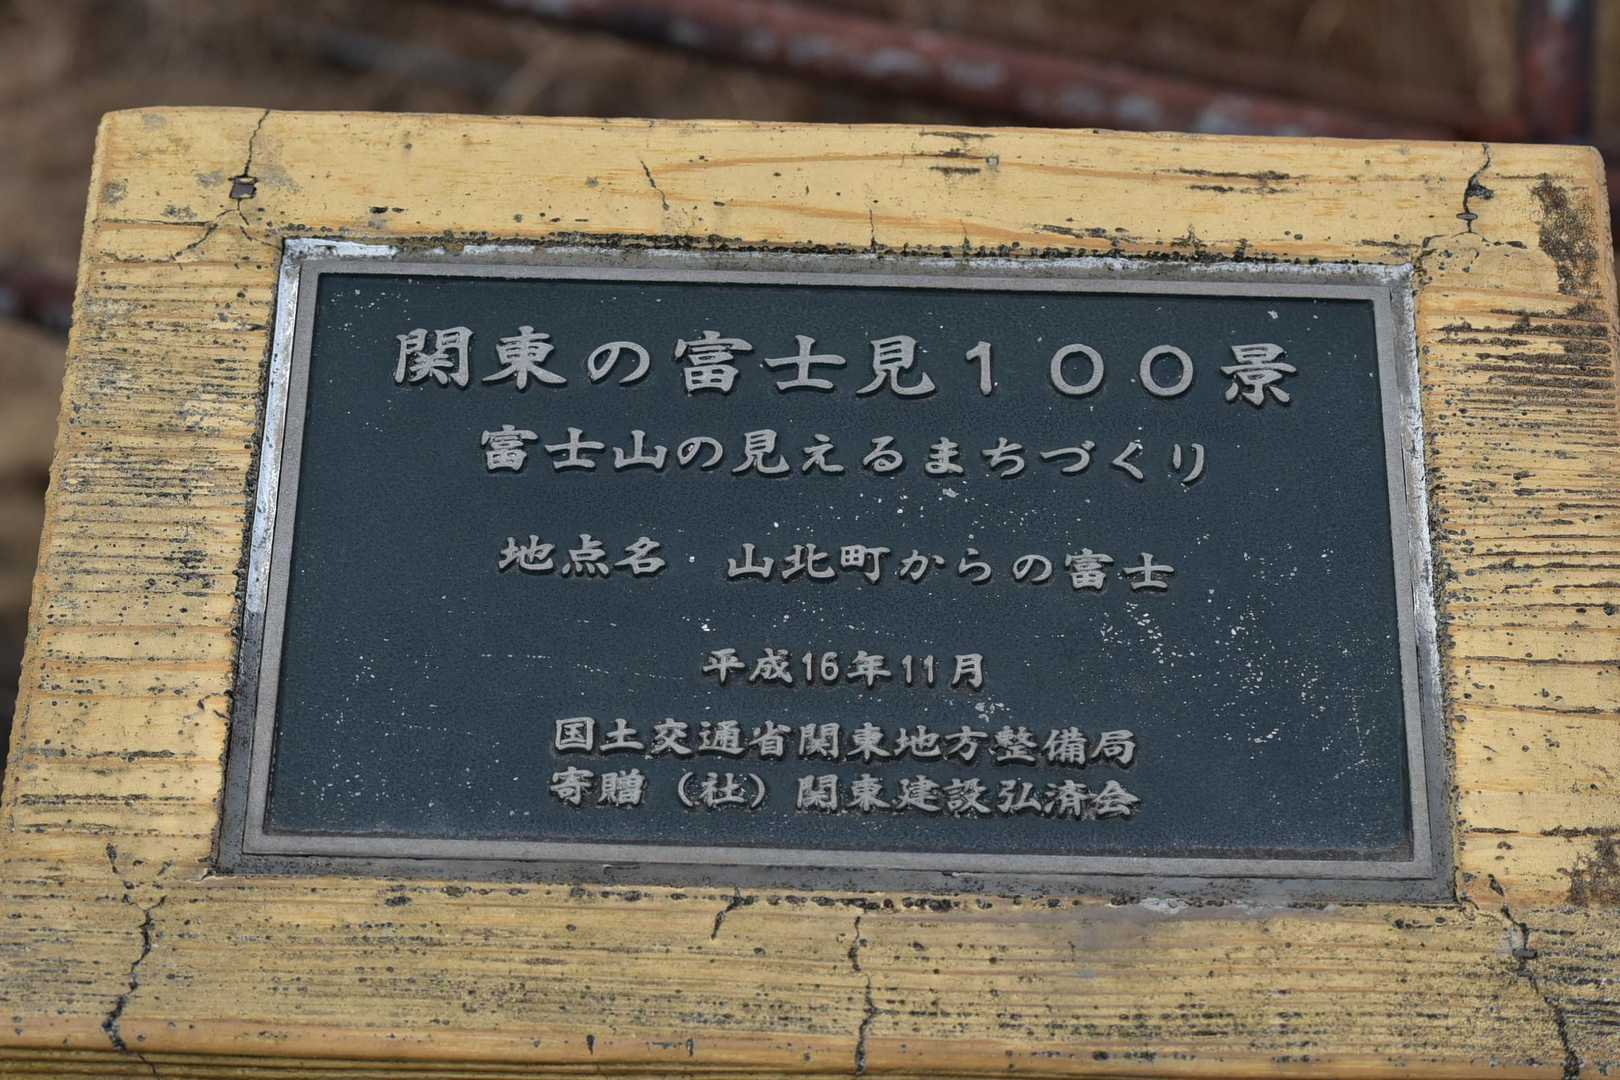 関東の富士見１００景
富士山の見えるまちづくり
地点名　山北町からの富士
平成16年11月
国土交通省関東地方整備局
寄贈（社）関東建設弘済会